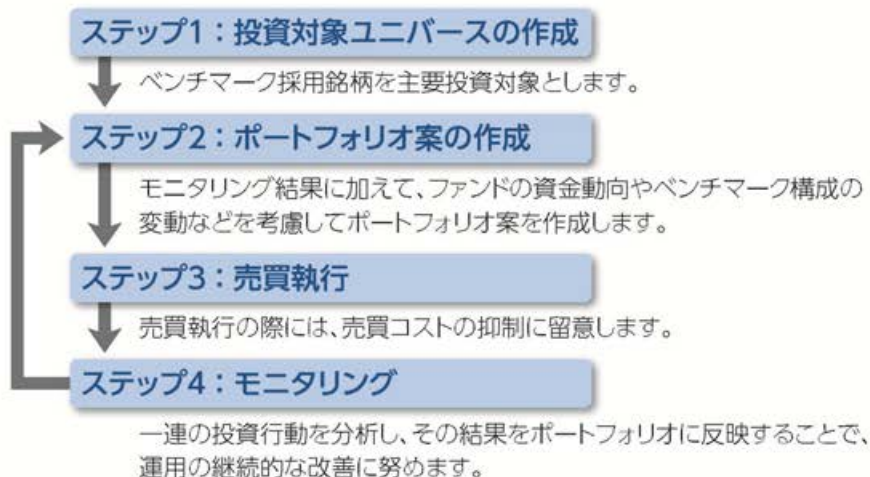 ステップ1：投資対象ユニバースの作成
ベンチマーク採用銘柄を主要投資対象とします。
ステップ2：ポートフォリオ案の作成
モニタリング結果に加えて、ファンドの資金動向やベンチマーク構成の
変動などを考慮してポートフォリオ案を作成します。
ステップ3：売買執行
売買執行の際には、売買コストの抑制に留意します。
ステップ4：モニタリング
一連の投資行動を分析し、その結果をポートフォリオに反映することで、
運用の継続的な改善に努めます。